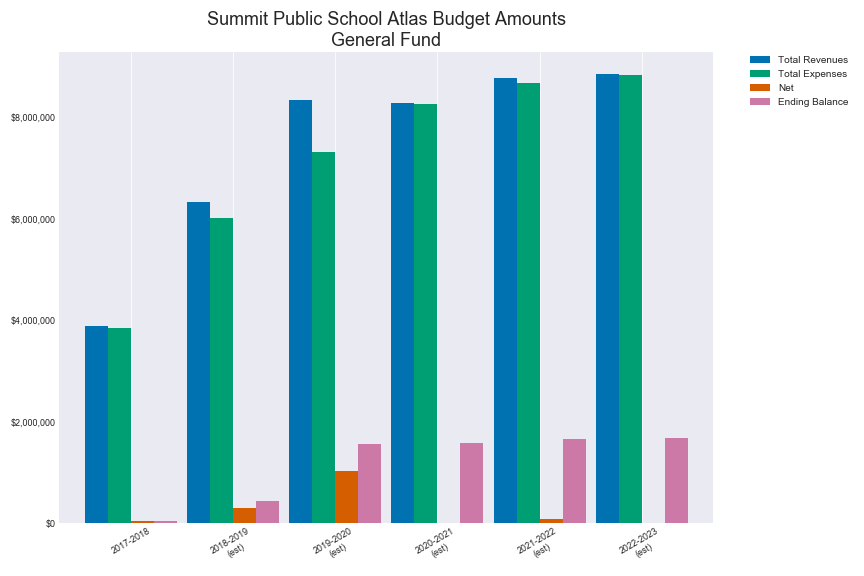 Summit Public School Atlas Budget Amounts
General Fund
Total Revenues
Total Expenses
Net
Ending Balance
$8,000,000
$6,000,000
$4,000,000
$2,000,000
$0
2017-2018
2018-2019
(est)
2019-2020
(est)
2020-2021
(est)
2021-2022
(est)
2022-2023
(est)